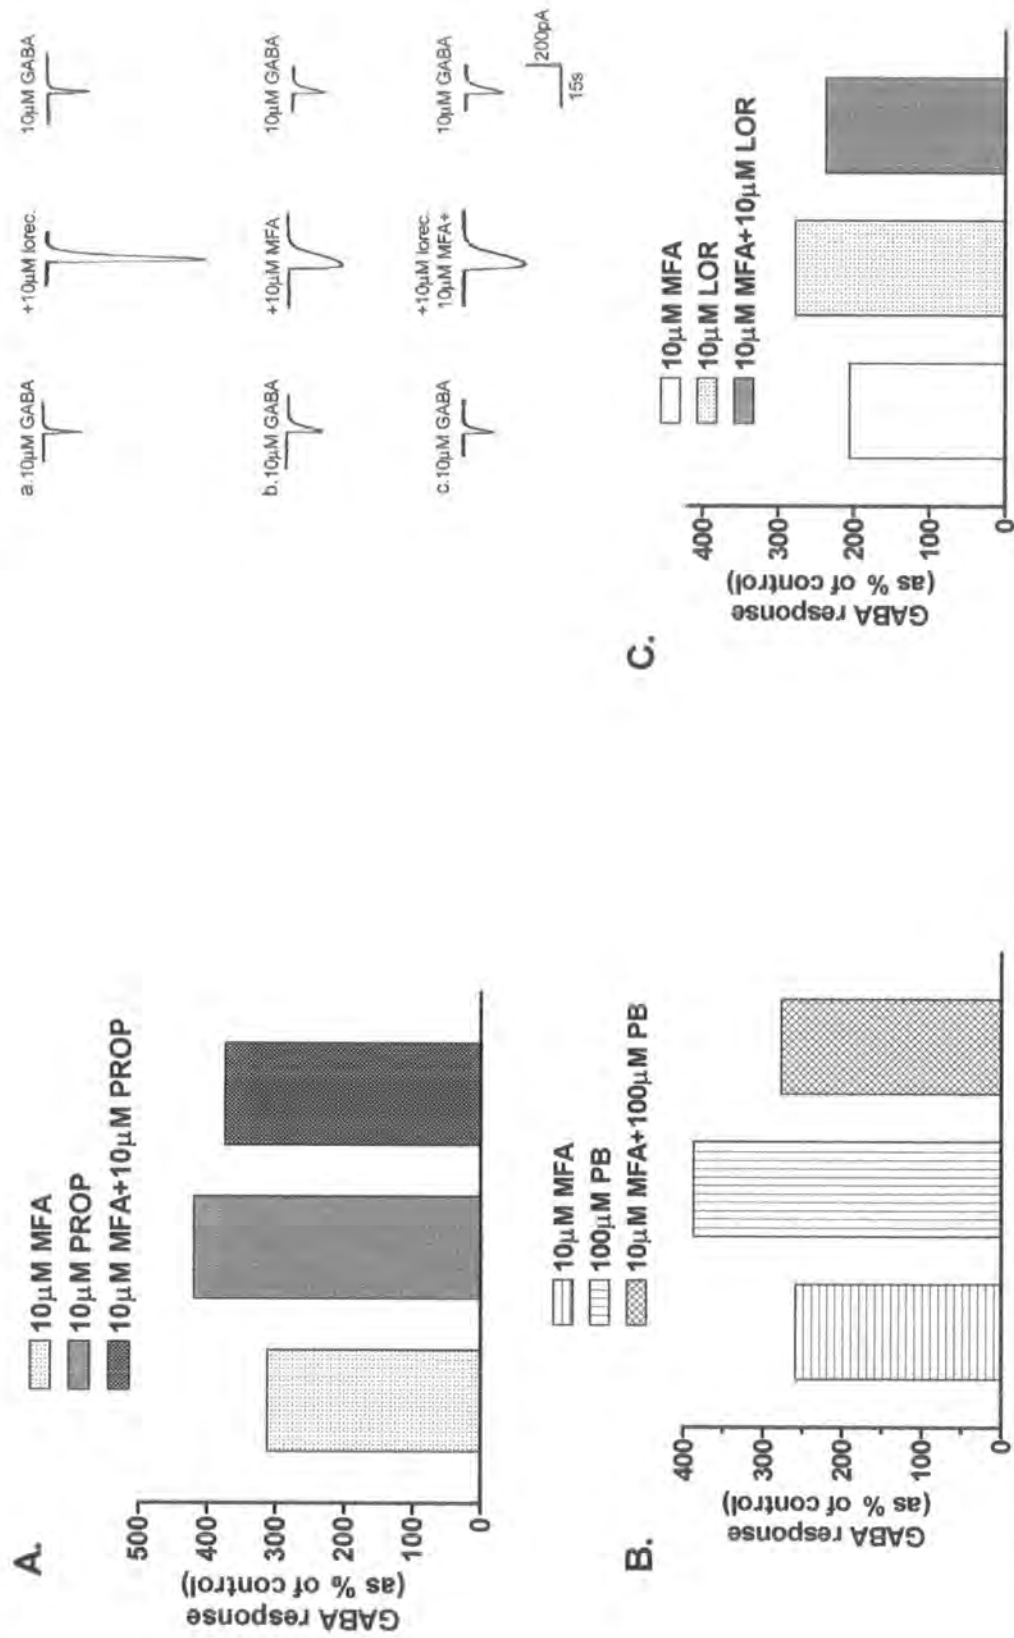 A.
10µM MFA
10µM PROP
10µM MFA+10µM PROP
500
400
300
200
100
0
GABA response
(as % of control)
B.
10µM MFA
100µM PB
10µM MFA+100µM PB
400
300
200
100
0
GABA response
(as % of control)
a.10µM GABA
+10µM lorec.
10µM GABA
b.10µM GABA
+10µM MFA
10µM GABA
c.10µM GABA
+10µM lorec.
10µM MFA+
10µM GABA
200pA
15s
C.
10µM MFA
10µM LOR
10µM MFA+10µM LOR
400
300
200
100
0
GABA response
(as % of control)